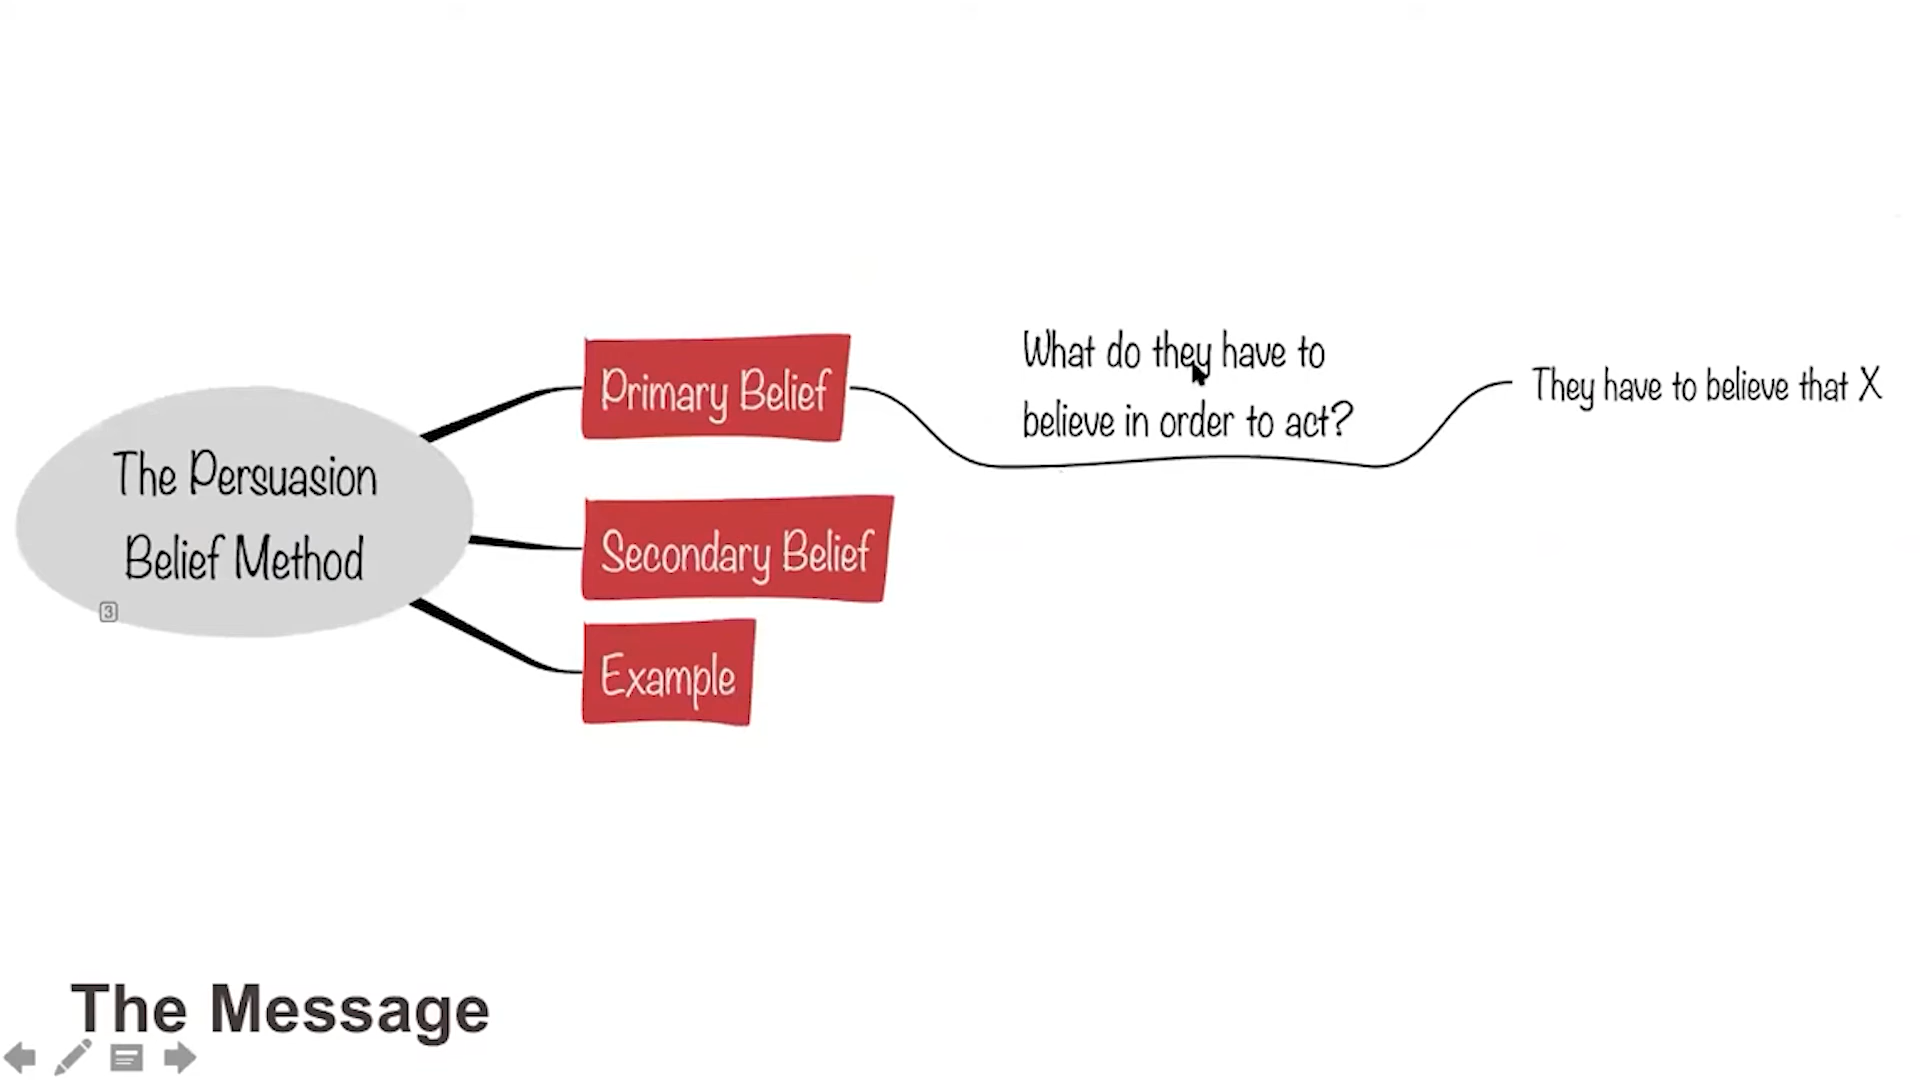 The Persuasion
Belief Method
3
Primary Belief
What do they have to
believe in order to act?
They have to believe that X
Secondary Belief
Example
The Message